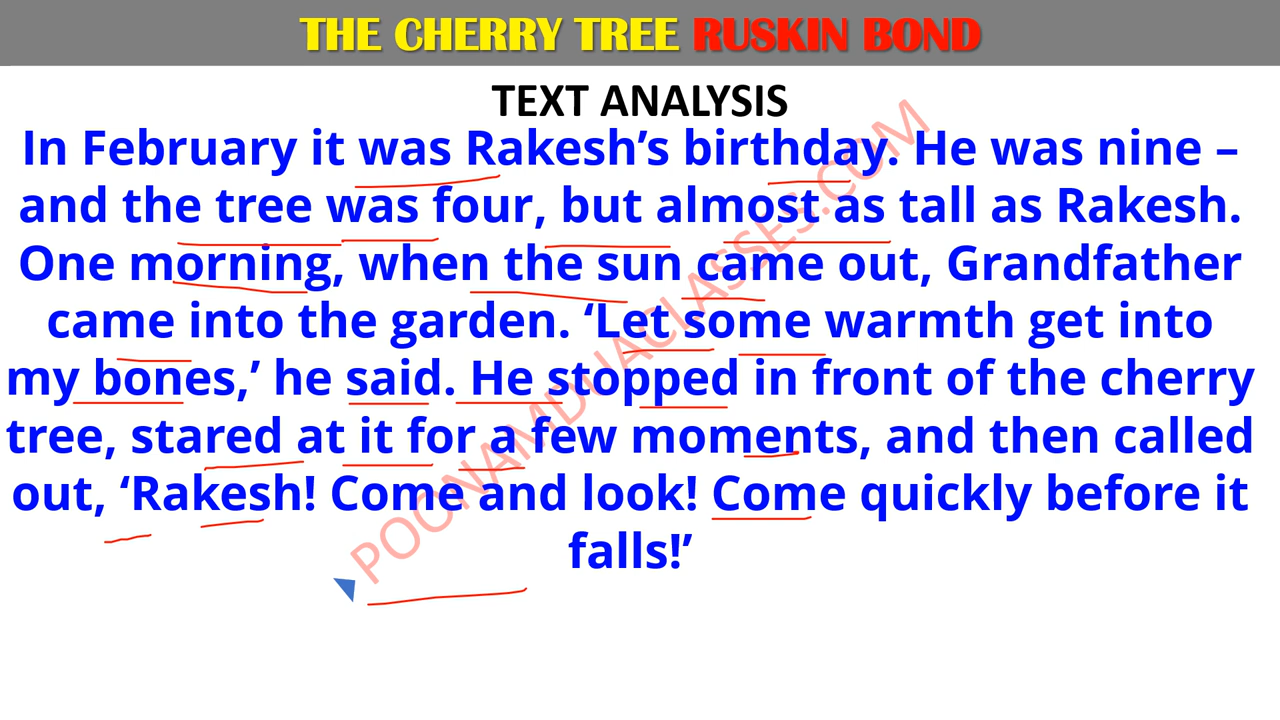 THE CHERRY TREE RUSKIN BOND
TEXT ANALYSIS
In February it was Rakesh’s birthday. He was nine –
and the tree was four, but almost as tall as Rakesh.
One morning, when the sun came out, Grandfather
came into the garden. ‘Let some warmth get into
my bones,’ he said. He stopped in front of the cherry
tree, stared at it for a few moments, and then called
out, ‘Rakesh! Come and look! Come quickly before it
falls!’
POONAMDUACLASSES.COM